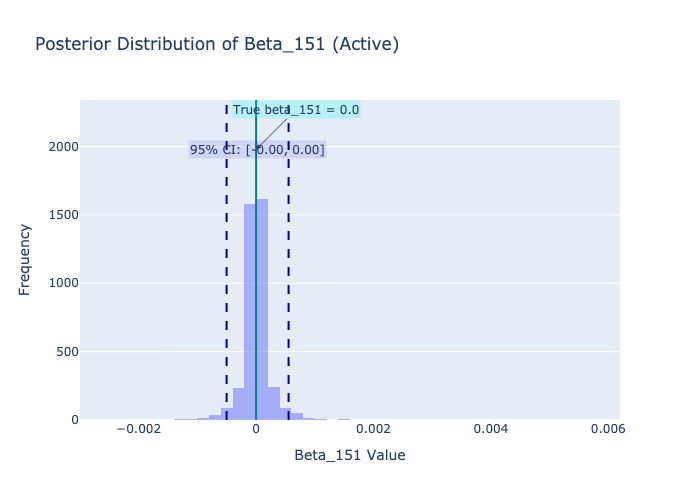 Posterior Distribution of Beta_151 (Active)
True beta_151 = 0.0
95% CI: [-0.00, 0.00]
2000
1500
1000
500
0
Frequency
−0.002
0
0.002
0.004
0.006
Beta_151 Value